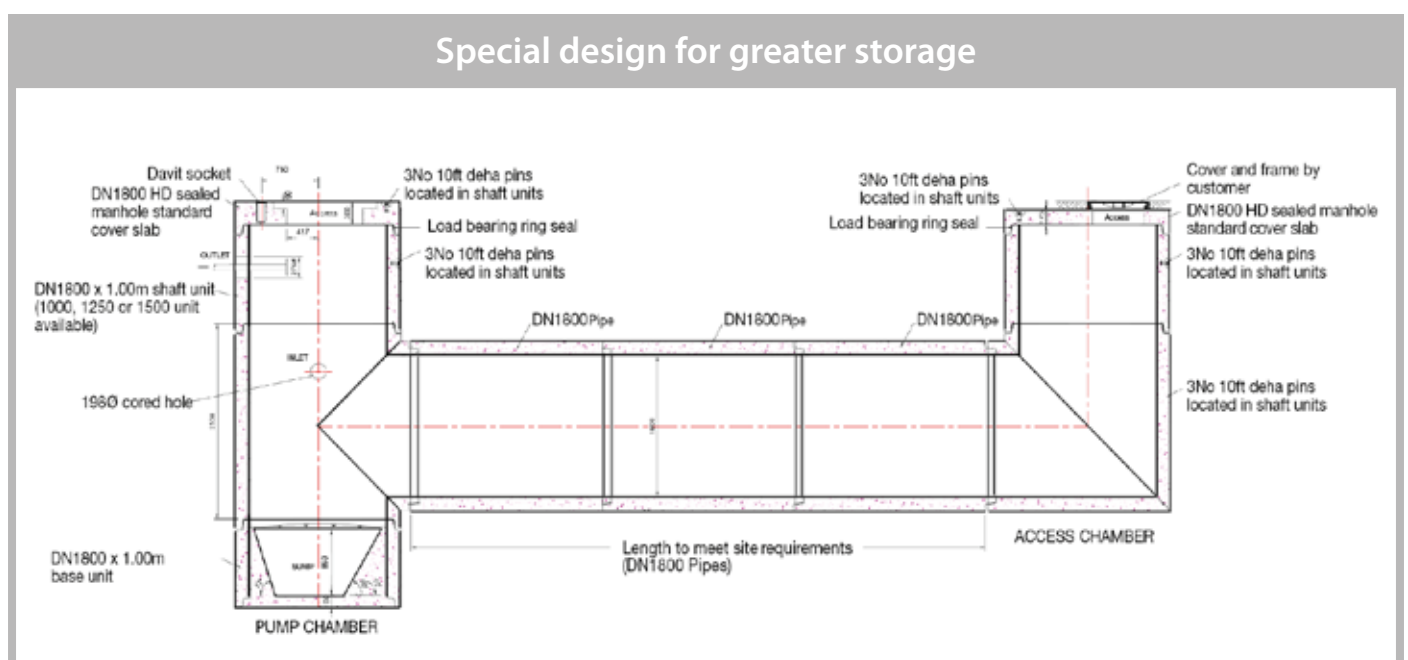 Special design for greater storage
Davit socket
DN1800 HD sealed
manhole standard
cover slab
3No 10ft deha pins
located in shaft units
Access
Load bearing ring seal
3No 10ft deha pins
located in shaft units
OUTLET
DN1800 x 1.00m shaft unit
(1000, 1250 or 1500 unit
available)
INLET
198Ø cored hole
DN1800 x 1.00m
base unit
SUMP
PUMP CHAMBER
DN1800 Pipe
DN1800 Pipe
DN1800 Pipe
Length to meet site requirements
(DN1800 Pipes)
3No 10ft deha pins
located in shaft units
Load bearing ring seal
Cover and frame by
customer
Access
DN1800 HD sealed manhole
standard cover slab
3No 10ft deha pins
located in shaft units
3No 10ft deha pins
located in shaft units
ACCESS CHAMBER